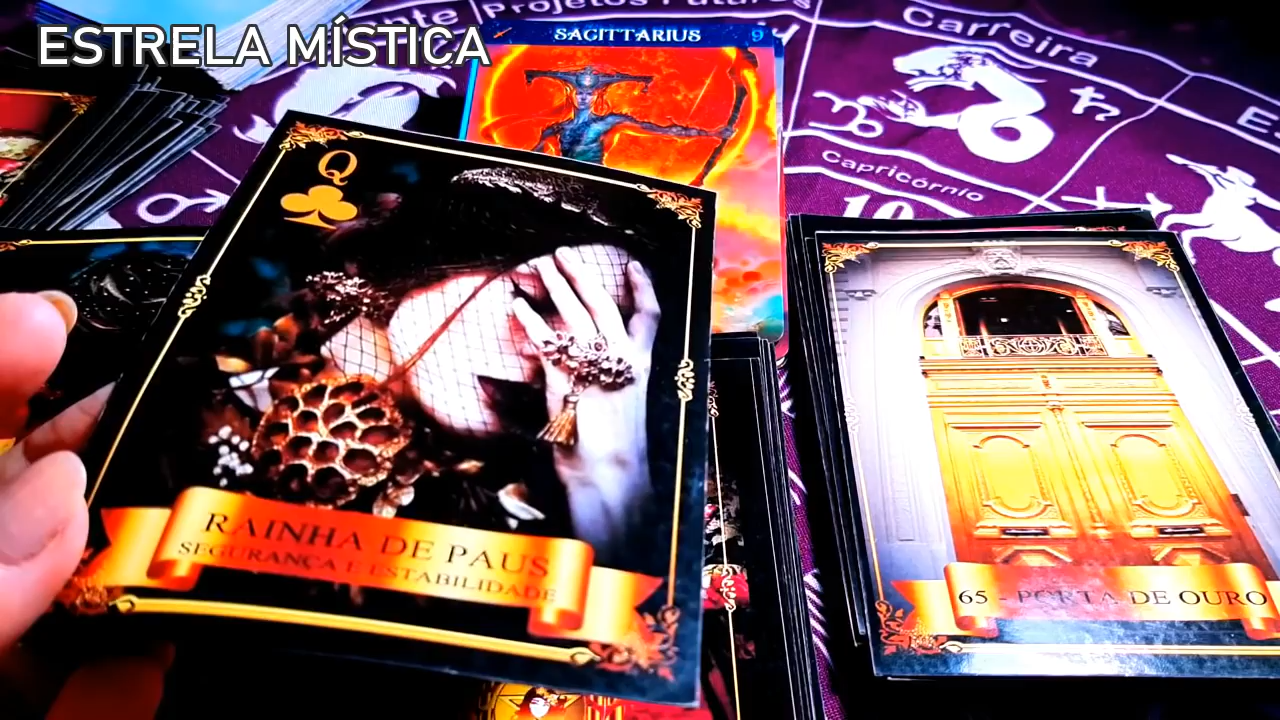 ESTRELA MÍSTICA
Projetos Futuros
Carreira
SAGITTARIUS 9
Capricórnio
10
Q
RAINHA DE PAUS
SEGURANÇA E ESTABILIDADE
65 - PORTA DE OURO